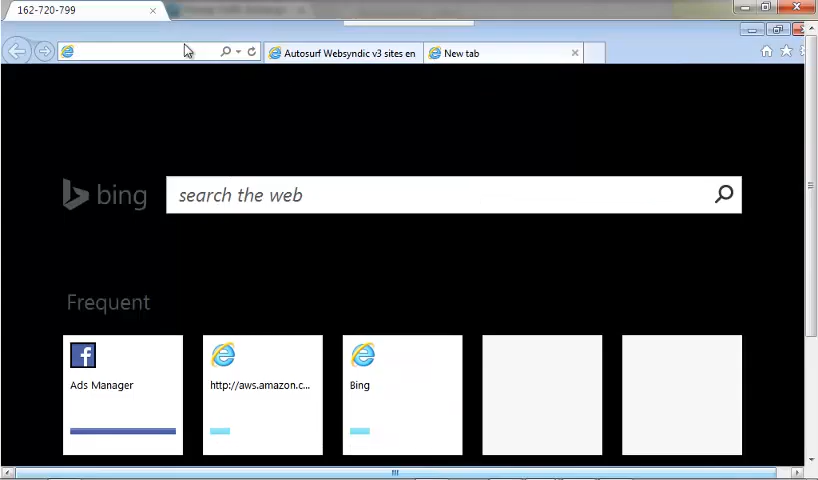 162-720-799
Autosurf Websyndic v3 sites en
New tab
bing
search the web
Frequent
Ads Manager
http://aws.amazon.c...
Bing